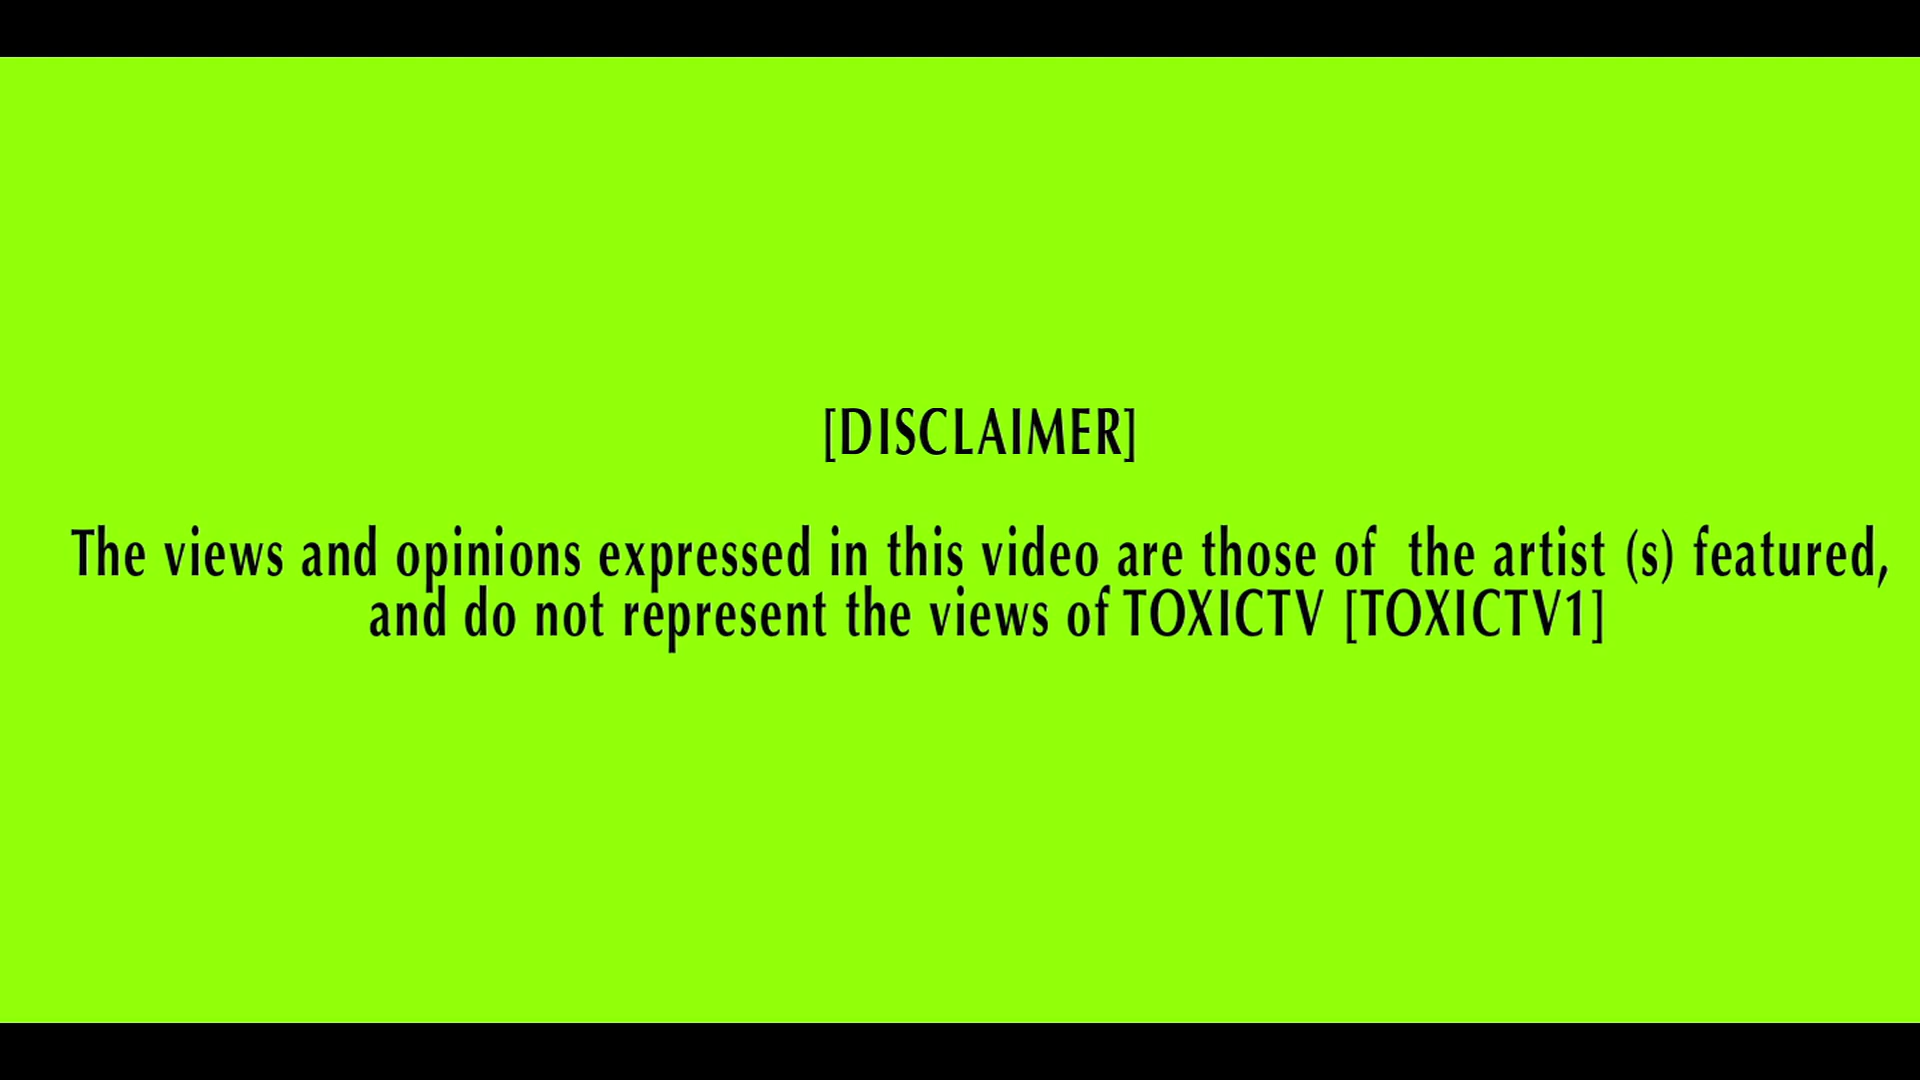 [DISCLAIMER]
The views and opinions expressed in this video are those of  the artist (s) featured,
and do not represent the views of TOXICTV [TOXICTV1]